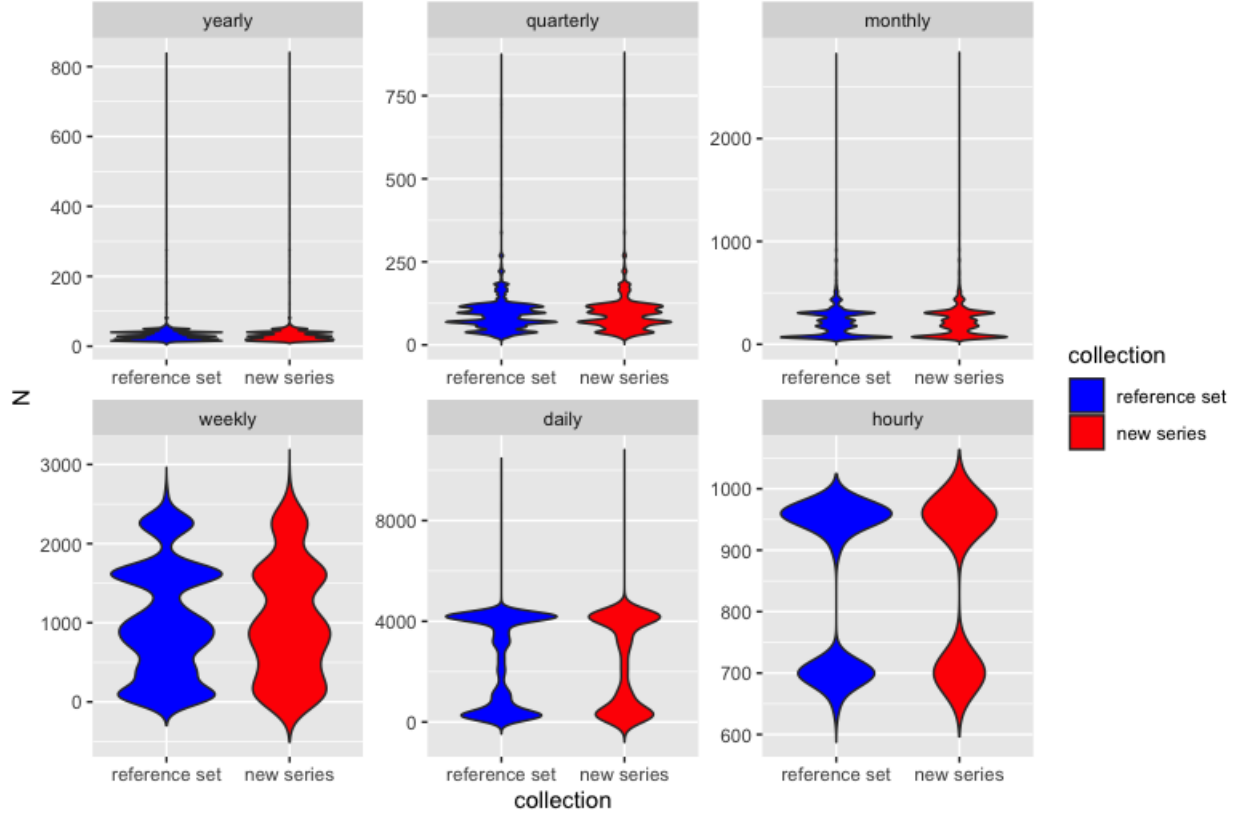 yearly
quarterly
monthly
800
600
400
200
0
750
500
250
0
2000
1000
0
reference set
new series
reference set
new series
reference set
new series
N
weekly
daily
hourly
3000
2000
1000
0
8000
4000
0
1000
900
800
700
600
reference set
new series
reference set
new series
reference set
new series
collection
collection
reference set
new series